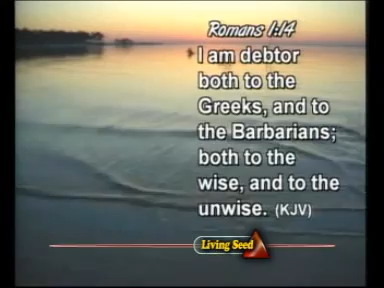 Romans 1:14
I am debtor
both to the
Greeks, and to
the Barbarians;
both to the
wise, and to the
unwise. (KJV)
Living Seed